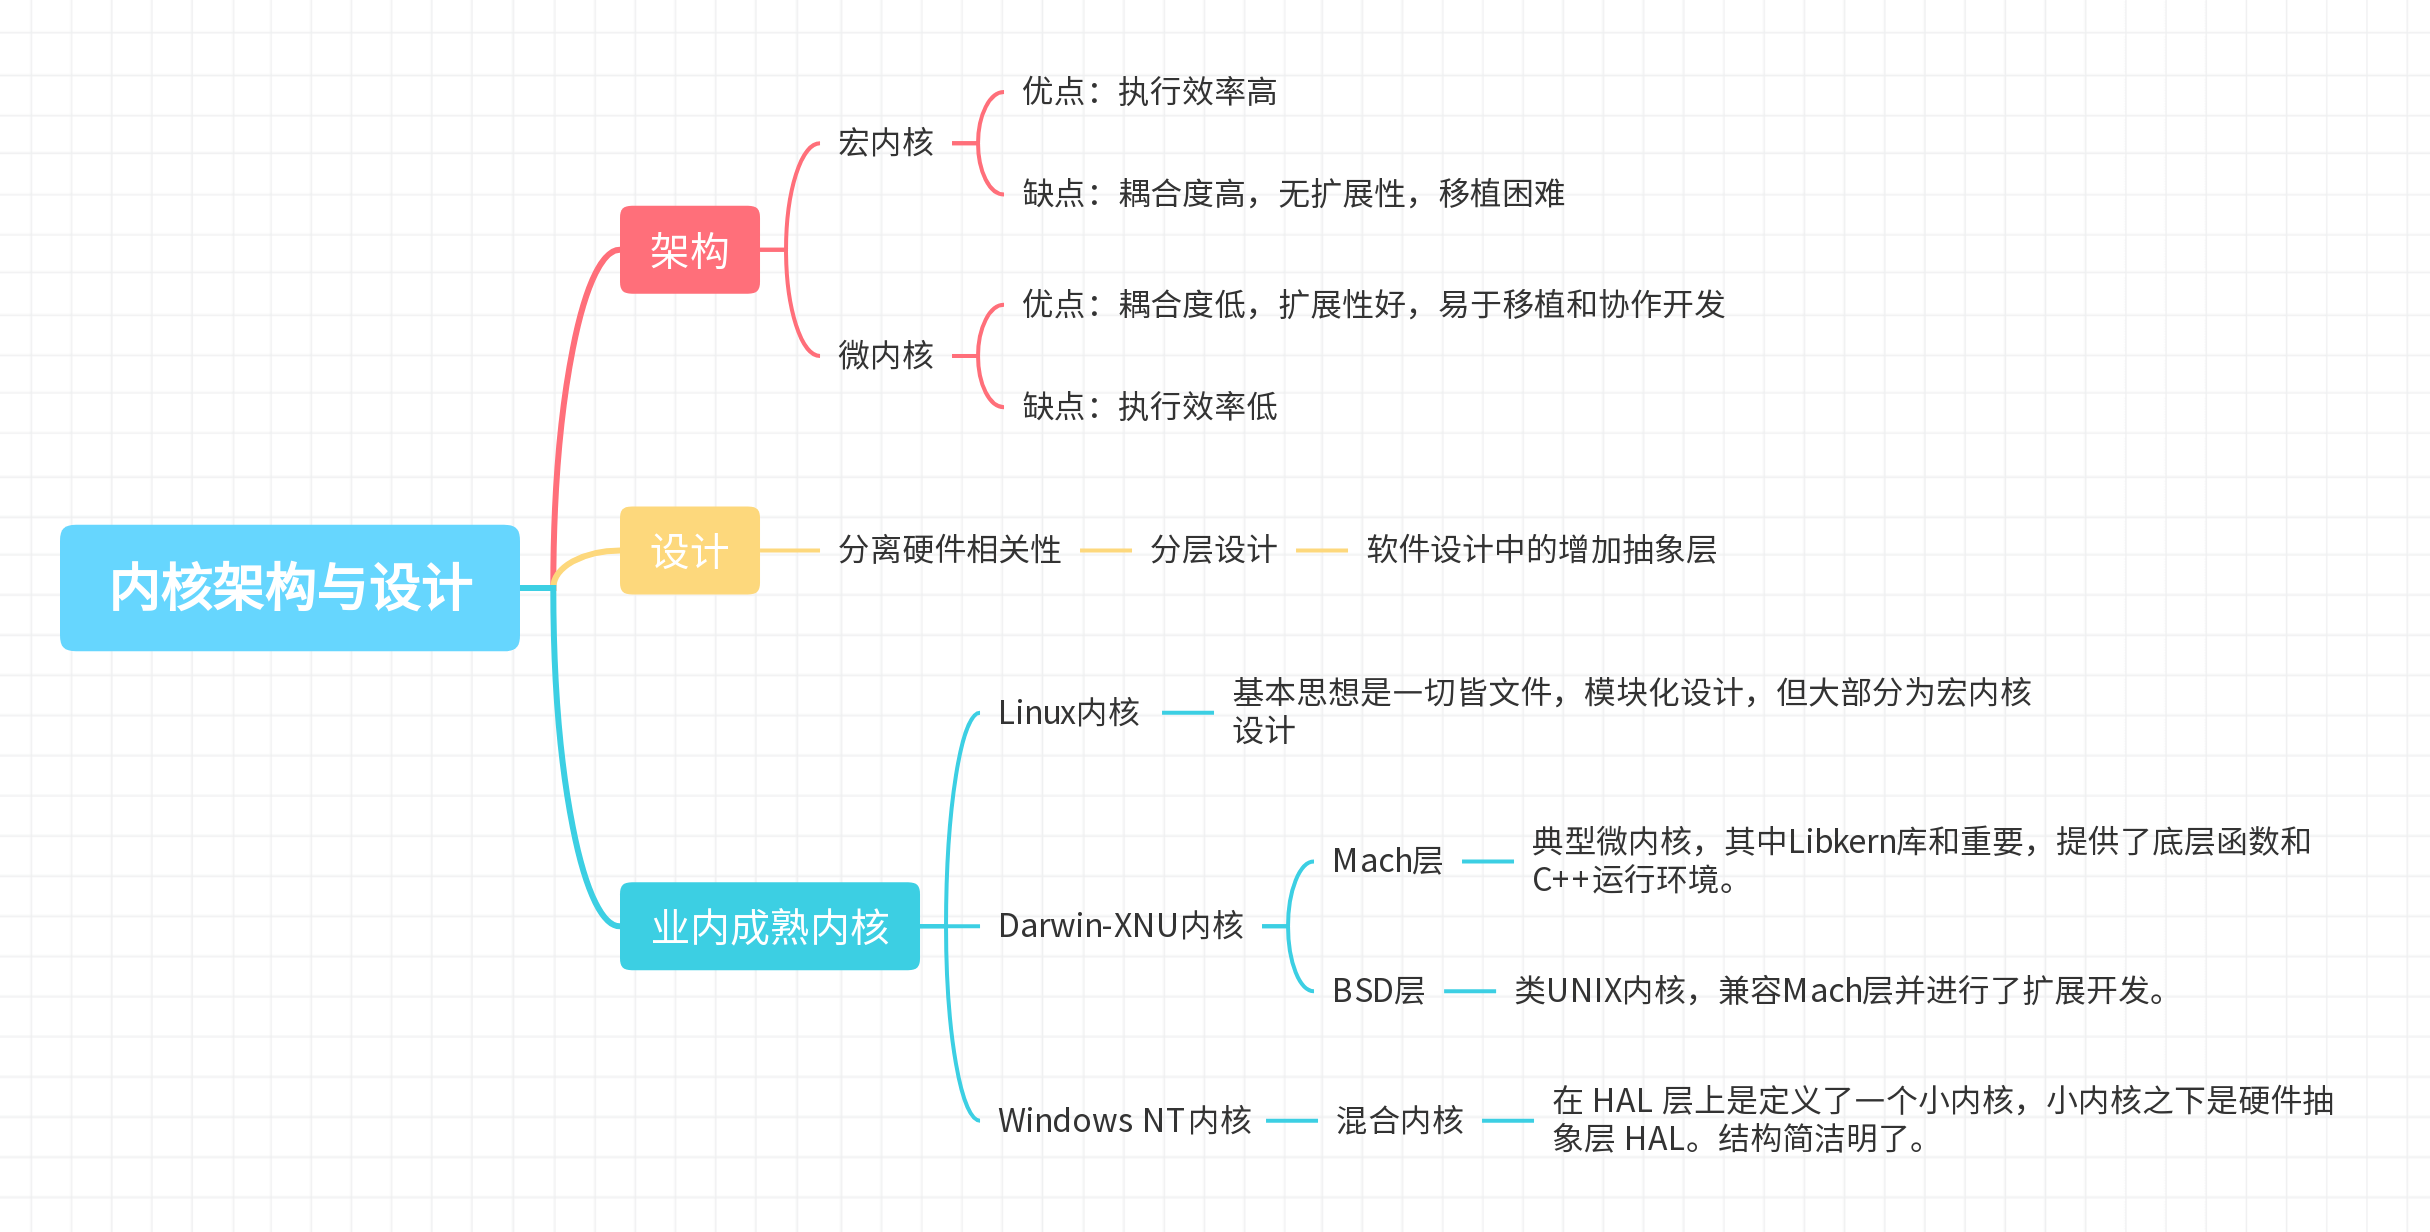 内核架构与设计
架构
宏内核
优点：执行效率高
缺点：耦合度高，无扩展性，移植困难
微内核
优点：耦合度低，扩展性好，易于移植和协作开发
缺点：执行效率低
设计
分离硬件相关性
分层设计
软件设计中的增加抽象层
业内成熟内核
Linux内核
基本思想是一切皆文件，模块化设计，但大部分为宏内核
设计
Darwin-XNU内核
Mach层
典型微内核，其中Libkern库和重要，提供了底层函数和
C++运行环境。
BSD层
类UNIX内核，兼容Mach层并进行了扩展开发。
Windows NT内核
混合内核
在 HAL 层上是定义了一个小内核，小内核之下是硬件抽
象层 HAL。结构简洁明了。